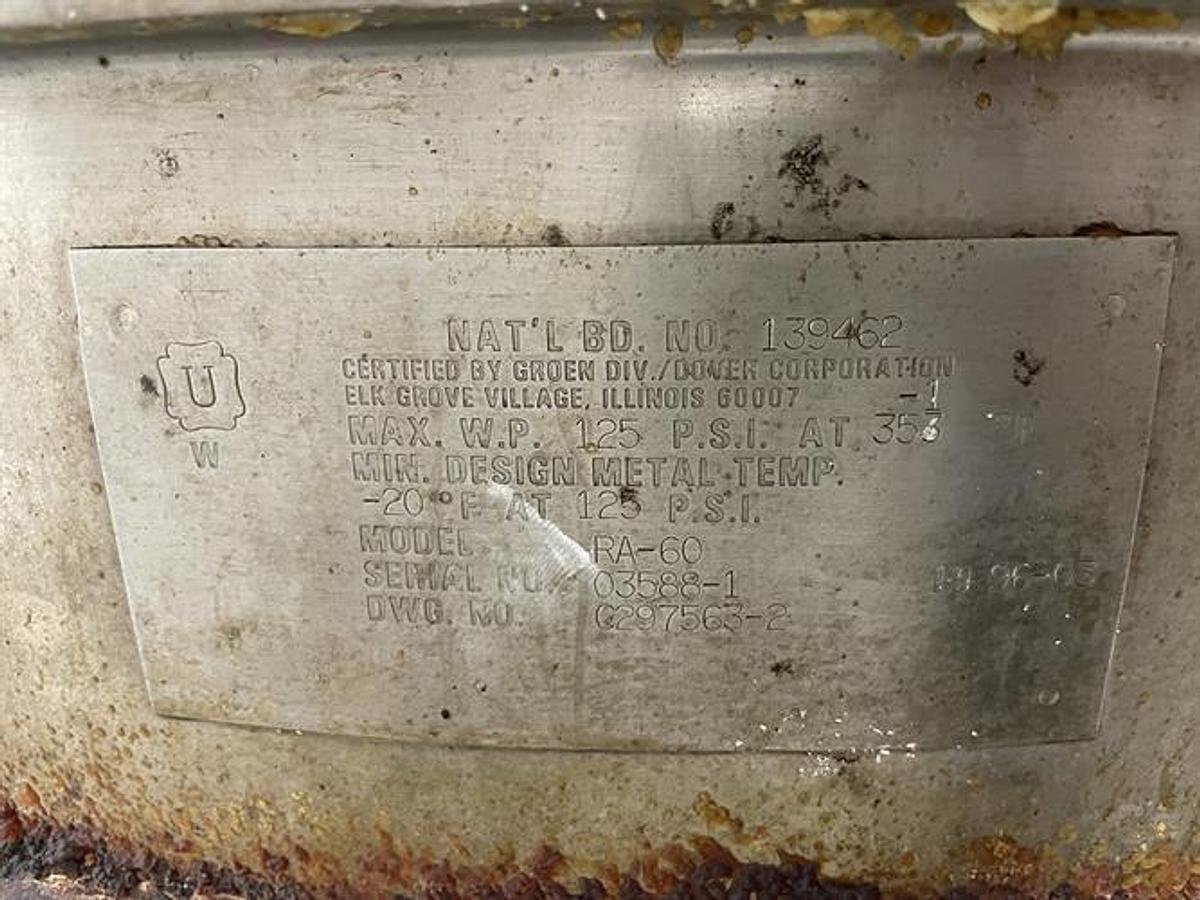 U
W
NAT'L BD. NO. 139462
CERTIFIED BY GROEN DIV./DOVER CORPORATION
ELK GROVE VILLAGE, ILLINOIS 60007 -1
MAX. W.P. 125 P.S.I. AT 353
MIN. DESIGN METAL TEMP.
-20 °F AT 125 P.S.I.
MODEL RA-60
SERIAL NO. 03588-1
DWG. NO. C297563-2